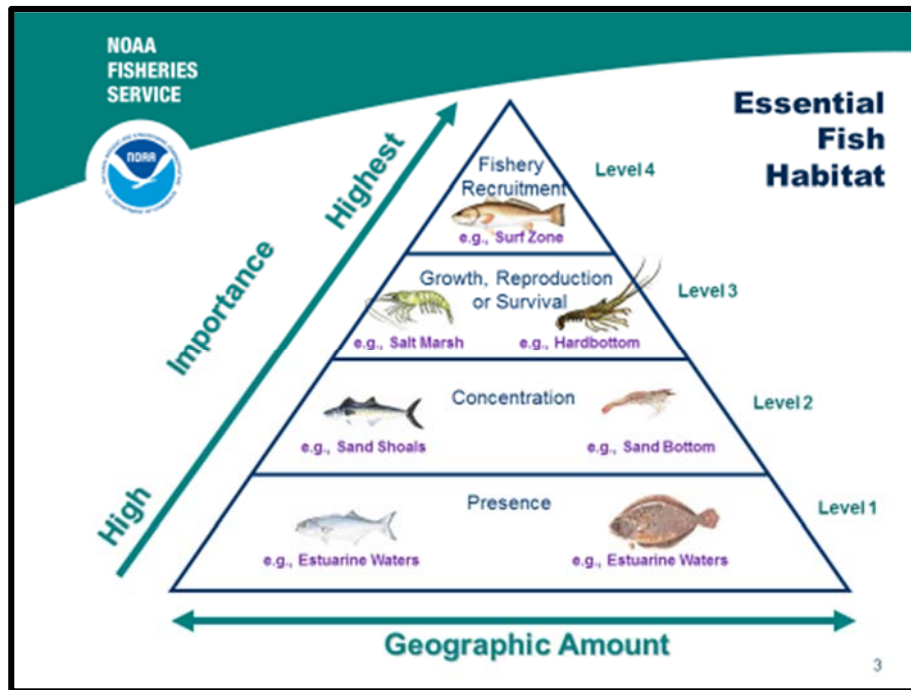 NOAA
FISHERIES
SERVICE
NOAA
Essential
Fish
Habitat
Highest
Importance
High
Fishery
Recruitment
e.g., Surf Zone
Level 4
Growth, Reproduction
or Survival
e.g., Salt Marsh
e.g., Hardbottom
Level 3
Concentration
e.g., Sand Shoals
e.g., Sand Bottom
Level 2
Presence
e.g., Estuarine Waters
e.g., Estuarine Waters
Level 1
Geographic Amount
3